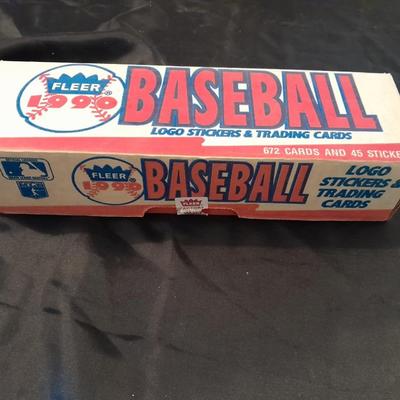 FLEER®
1990
BASEBALL
LOGO STICKERS & TRADING CARDS
672 CARDS AND 45 STICKE
FLEER®
1990
BASEBALL
LOGO
STICKERS &
TRADING
CARDS
FLEER